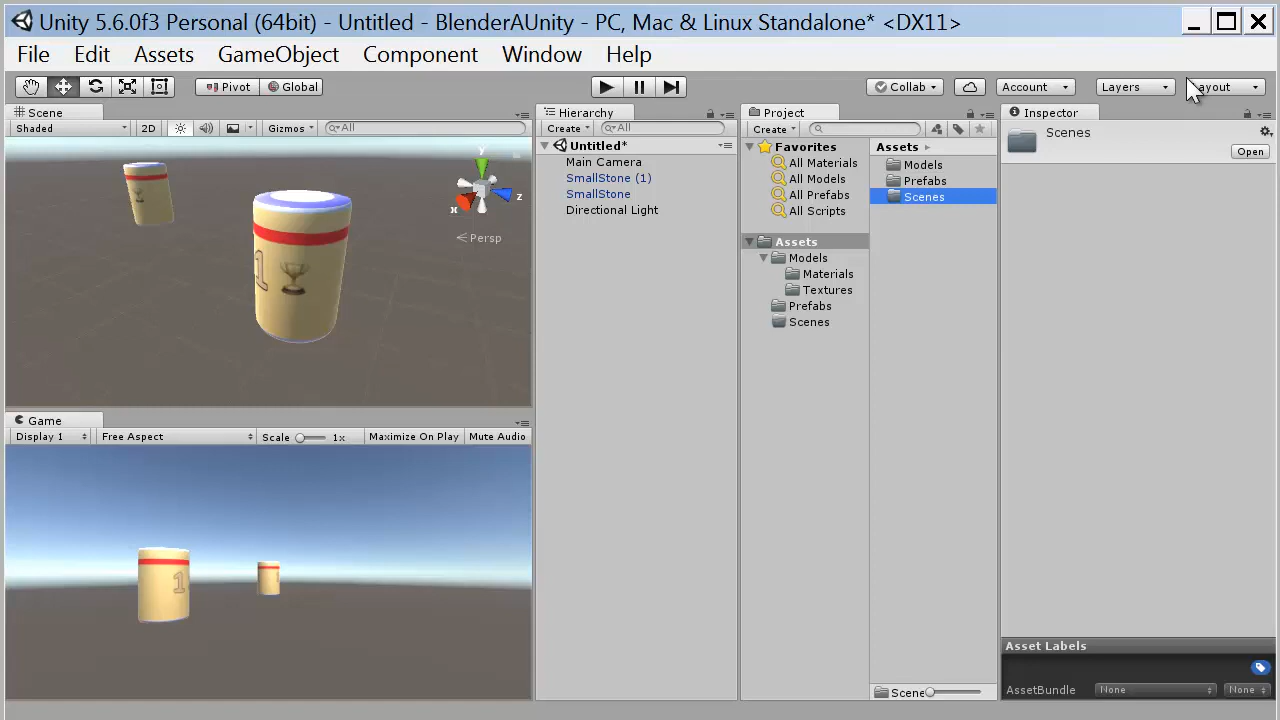 Unity 5.6.0f3 Personal (64bit) - Untitled - BlenderAUnity - PC, Mac & Linux Standalone* <DX11>
File Edit Assets GameObject Component Window Help
Pivot Global Collab Account Layers ayout
Scene
Shaded 2D Gizmos All
y
x
z
Persp
1
Game
Display 1 Free Aspect Scale 1x Maximize On Play Mute Audio
1
Hierarchy
Create All
Untitled*
Main Camera
SmallStone (1)
SmallStone
Directional Light
Project
Create
Favorites
All Materials
All Models
All Prefabs
All Scripts
Assets
Models
Materials
Textures
Prefabs
Scenes
Assets
Models
Prefabs
Scenes
Scene
Inspector
Scenes
Open
Asset Labels
AssetBundle None None